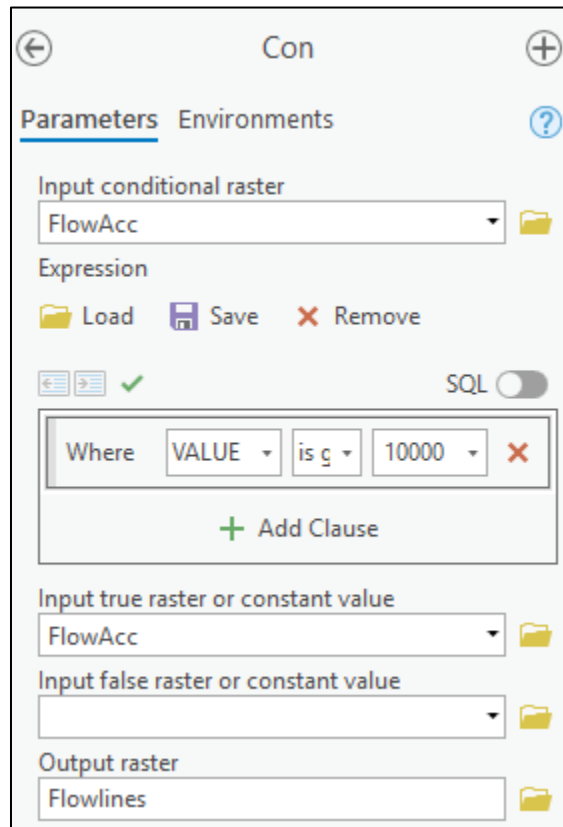 Con
Parameters Environments
?
Input conditional raster
FlowAcc
Expression
Load Save Remove
SQL
Where VALUE is g 10000
Add Clause
Input true raster or constant value
FlowAcc
Input false raster or constant value
Output raster
Flowlines